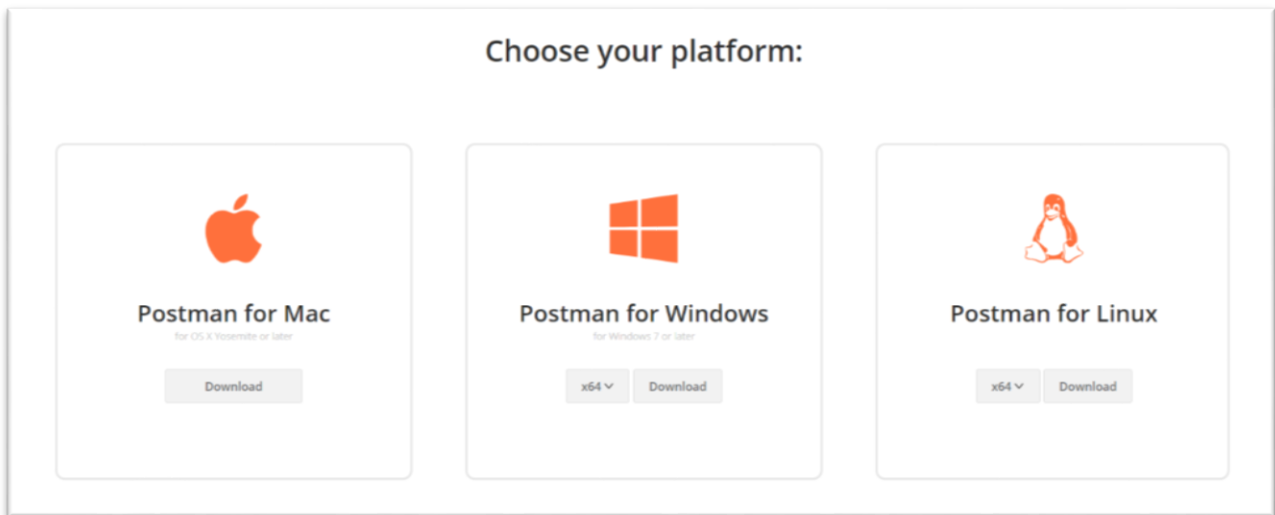 Choose your platform:
Postman for Mac
for OS X Yosemite or later
Download
Postman for Windows
for Windows 7 or later
x64 Download
Postman for Linux
x64 Download